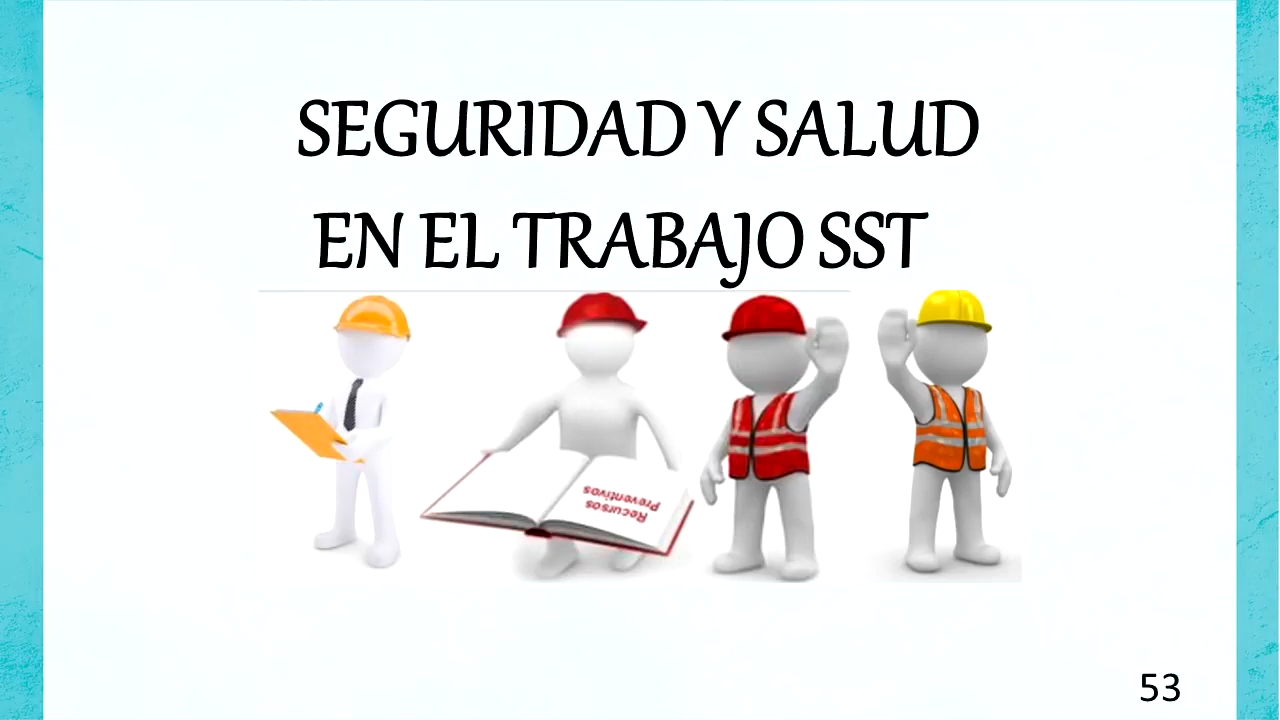 SEGURIDAD Y SALUD
EN EL TRABAJO SST
Recursos
Preventivos
53